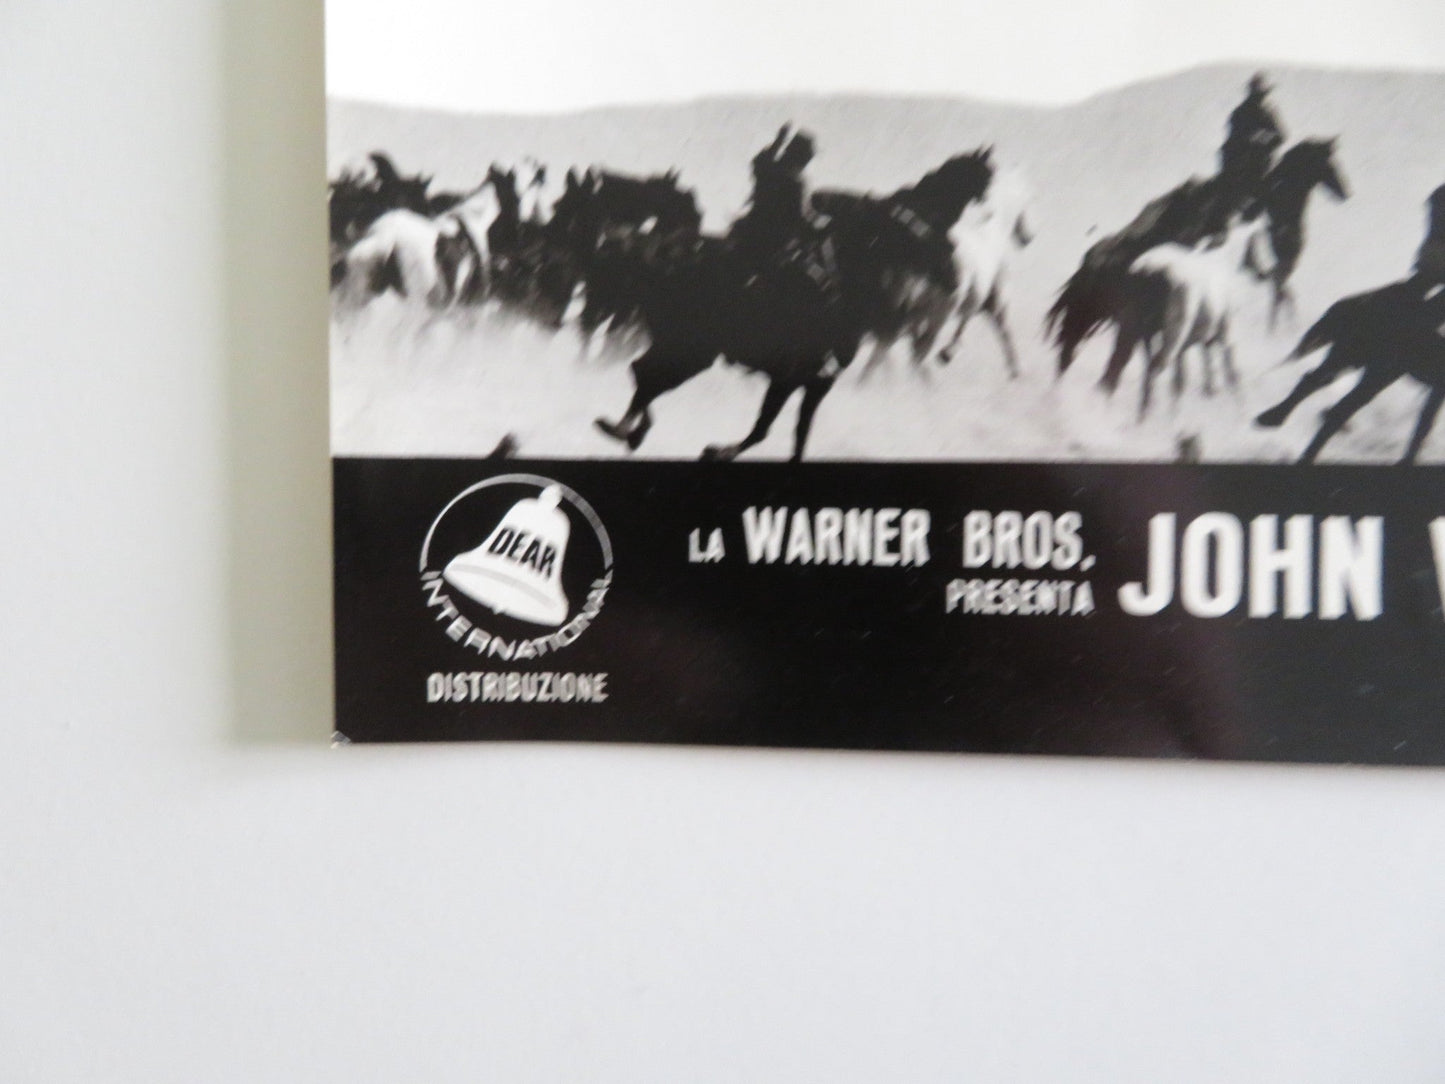 DEAR
INTERNATIONAL
DISTRIBUZIONE
LA WARNER BROS.
PRESENTA
JOHN